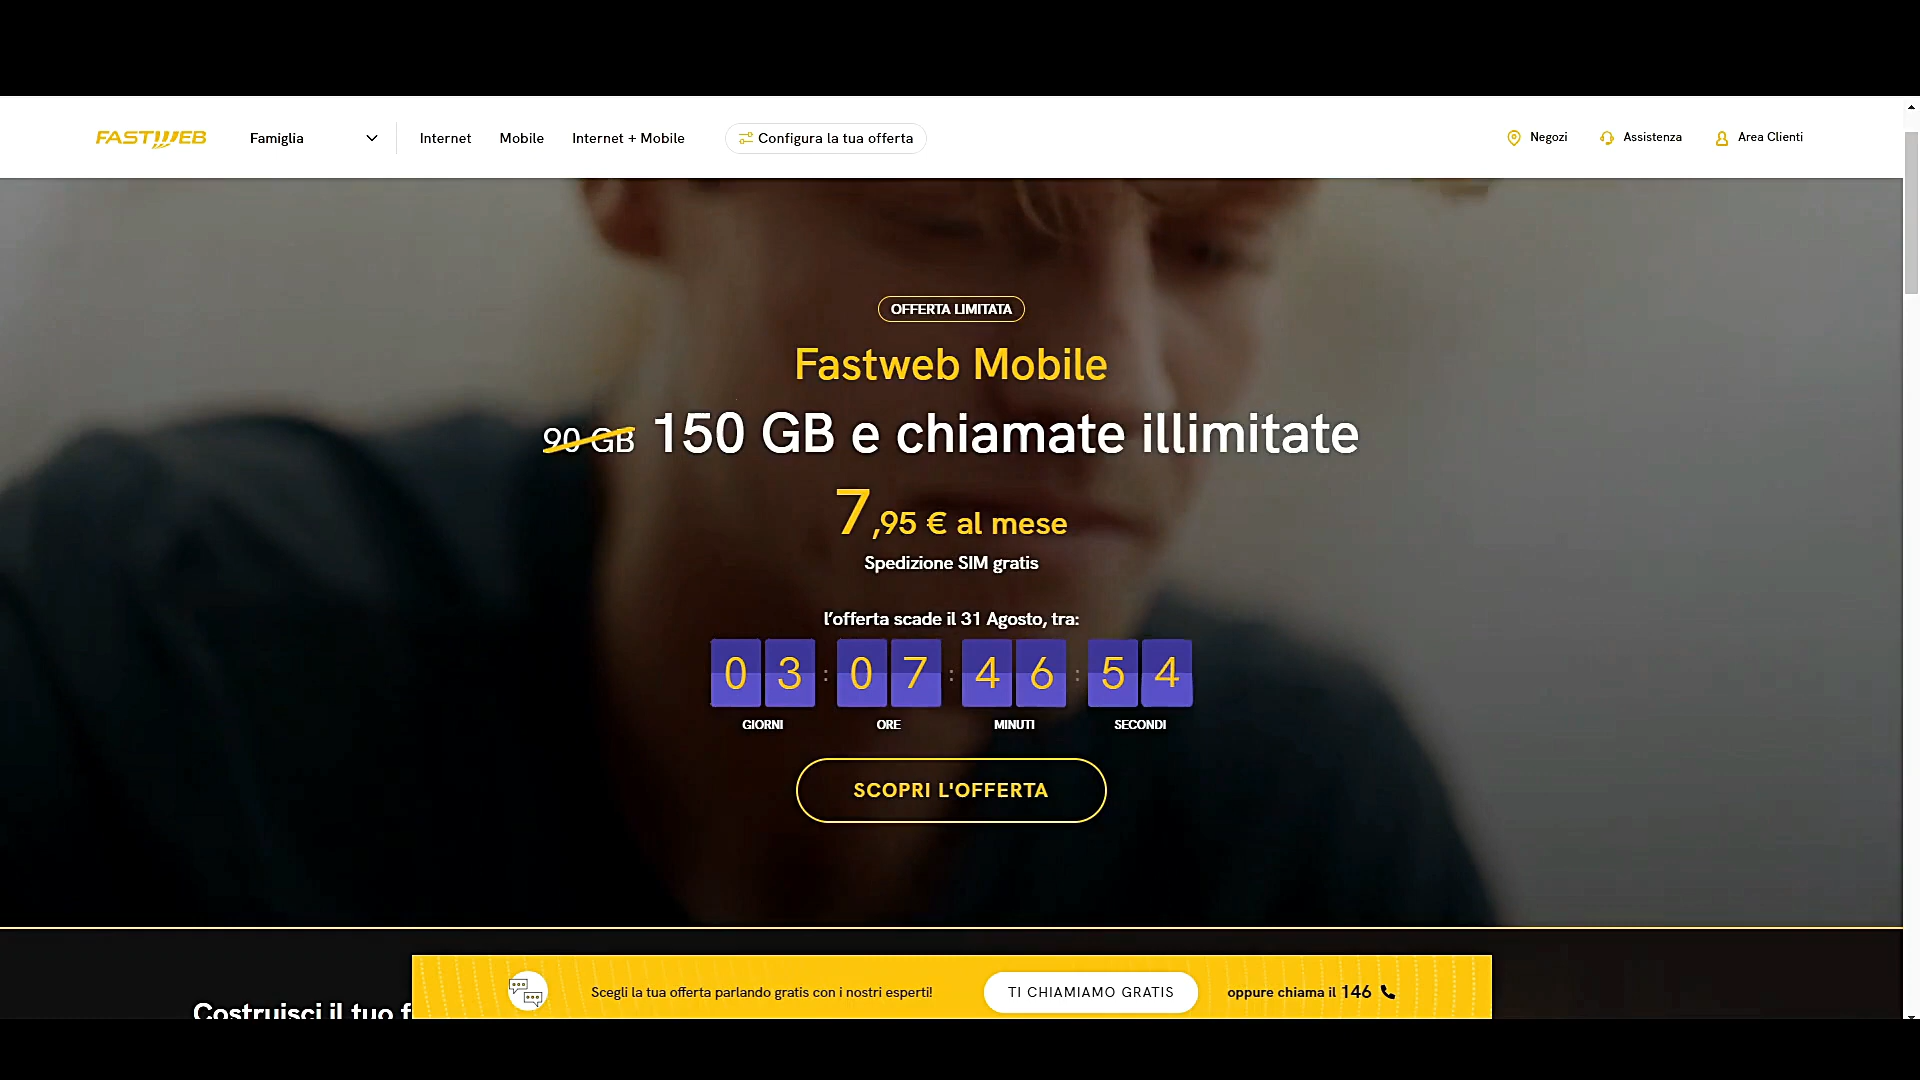 FASTWEB
Famiglia
Internet
Mobile
Internet + Mobile
Configura la tua offerta
Negozi
Assistenza
Area Clienti
OFFERTA LIMITATA
Fastweb Mobile
90 GB 150 GB e chiamate illimitate
7,95 € al mese
Spedizione SIM gratis
l’offerta scade il 31 Agosto, tra:
03 : 07 : 46 : 54
GIORNI ORE MINUTI SECONDI
SCOPRI L'OFFERTA
Costruisci il tuo f
Scegli la tua offerta parlando gratis con i nostri esperti!
TI CHIAMIAMO GRATIS
oppure chiama il 146